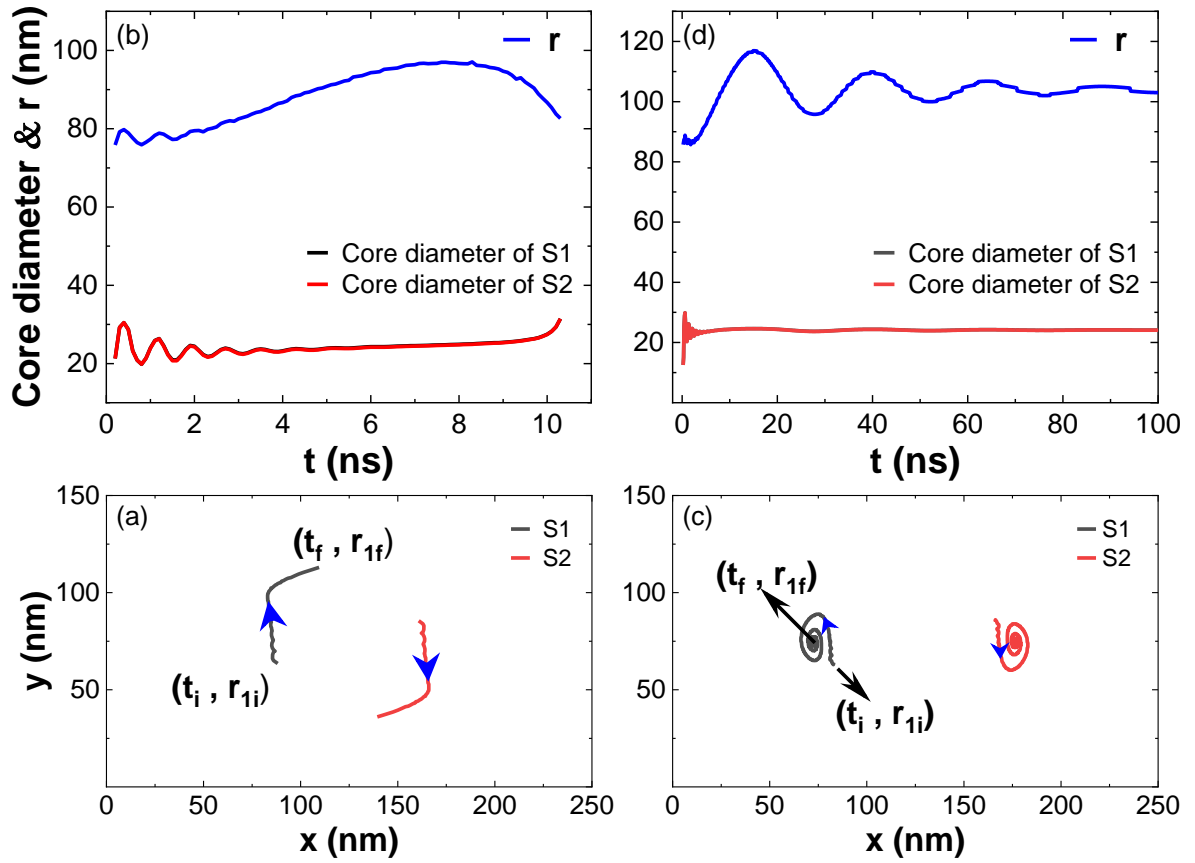 (b)
r
Core diameter of S1
Core diameter of S2
Core diameter & r (nm)
100
80
60
40
20
0 2 4 6 8 10
t (ns)
(d)
r
Core diameter of S1
Core diameter of S2
120
100
80
60
40
20
0 20 40 60 80 100
t (ns)
(a)
S1
S2
(t_f , r_1f)
(t_i , r_1i)
y (nm)
150
100
50
0 50 100 150 200 250
x (nm)
(c)
S1
S2
(t_f , r_1f)
(t_i , r_1i)
150
100
50
0 50 100 150 200 250
x (nm)